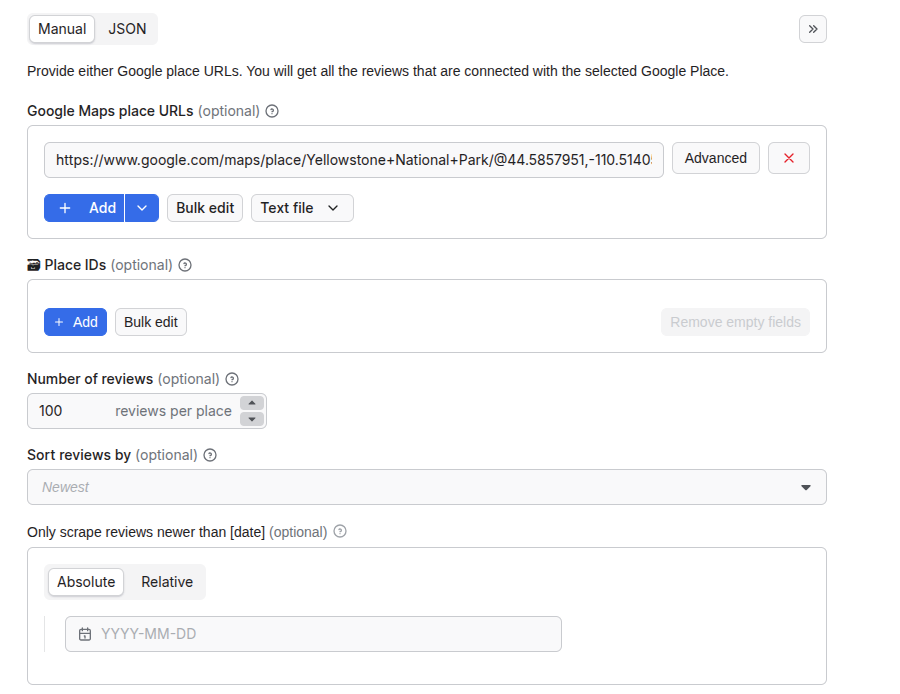 Manual JSON
Provide either Google place URLs. You will get all the reviews that are connected with the selected Google Place.
Google Maps place URLs (optional)
https://www.google.com/maps/place/Yellowstone+National+Park/@44.5857951,-110.5140 Advanced
+ Add Bulk edit Text file
Place IDs (optional)
+ Add Bulk edit Remove empty fields
Number of reviews (optional)
100 reviews per place
Sort reviews by (optional)
Newest
Only scrape reviews newer than [date] (optional)
Absolute Relative
YYYY-MM-DD